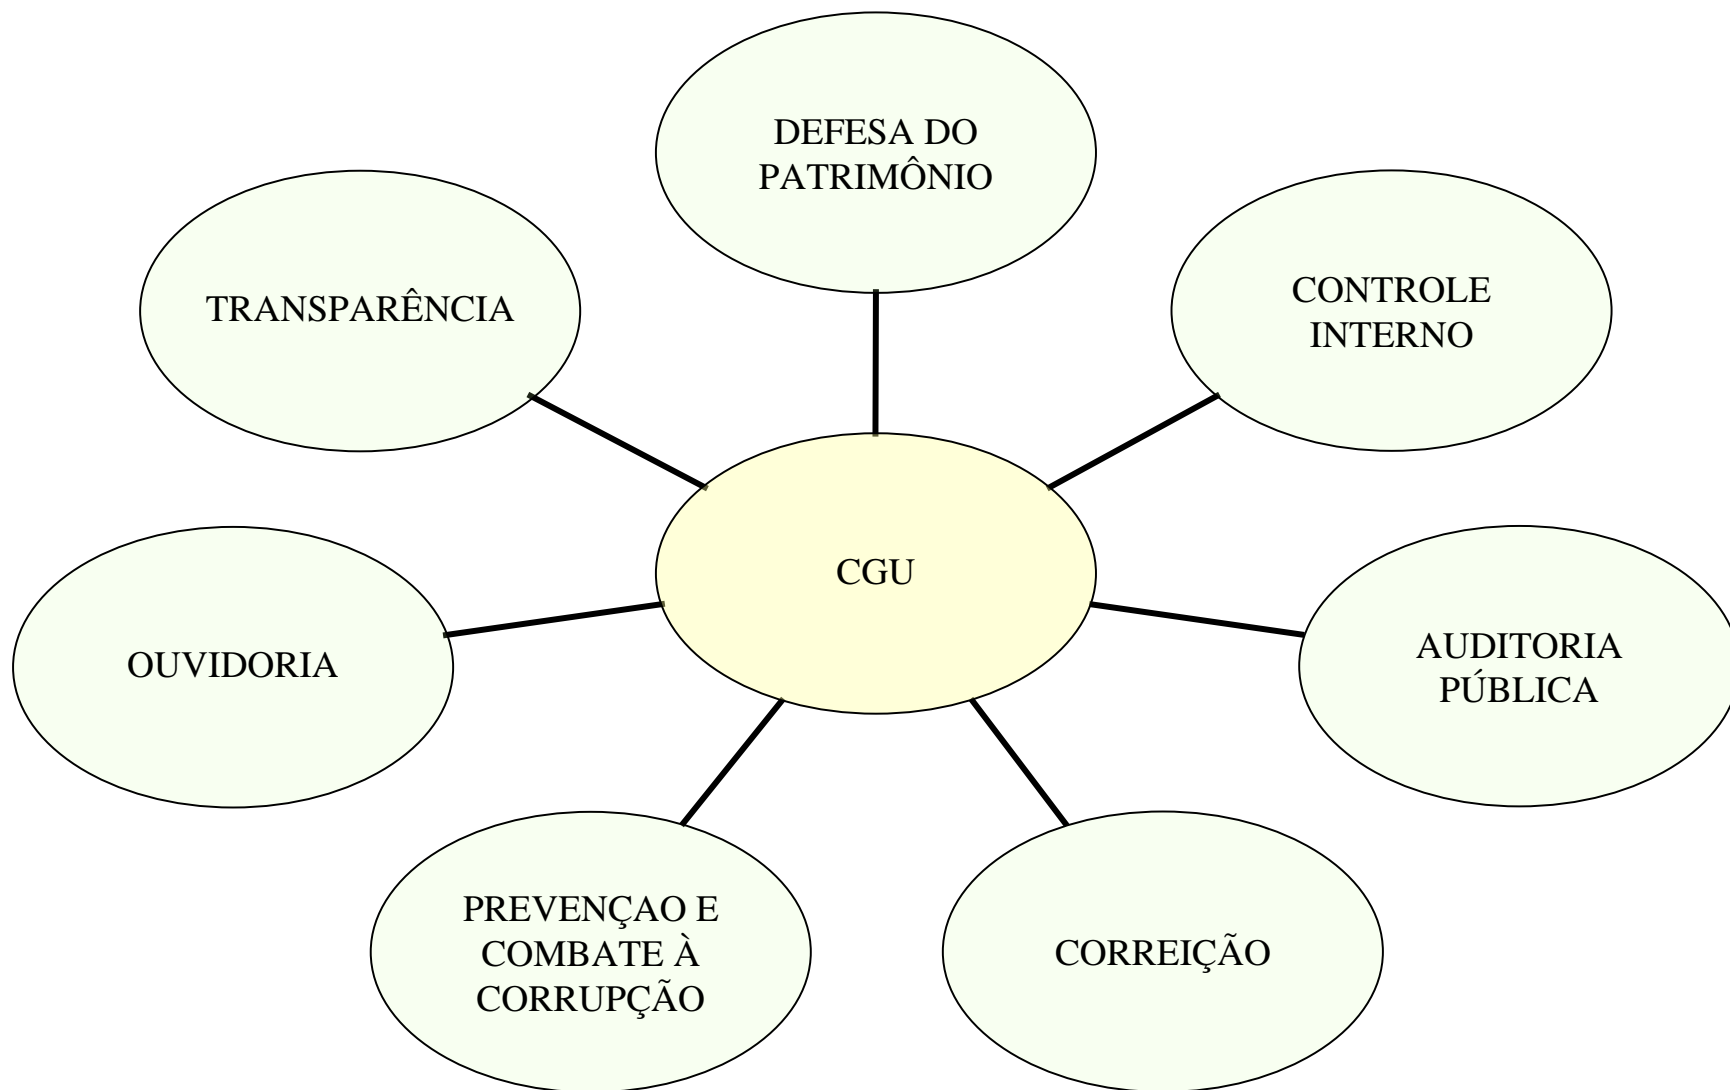 DEFESA DO
PATRIMÔNIO
TRANSPARÊNCIA
CONTROLE
INTERNO
CGU
OUVIDORIA
AUDITORIA
PÚBLICA
PREVENÇAO E
COMBATE À
CORRUPÇÃO
CORREIÇÃO